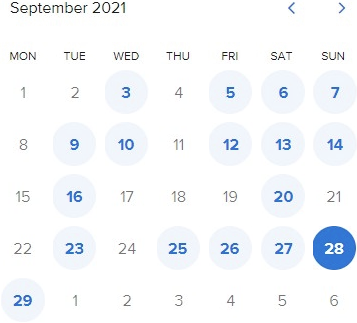 September 2021
MON TUE WED THU FRI SAT SUN
1 2 3 4 5 6 7
8 9 10 11 12 13 14
15 16 17 18 19 20 21
22 23 24 25 26 27 28
29 1 2 3 4 5 6